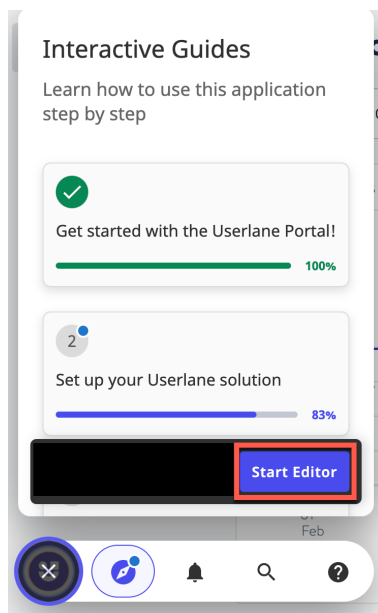 Interactive Guides
Learn how to use this application
step by step
Get started with the Userlane Portal!
100%
2
Set up your Userlane solution
83%
Start Editor
Feb